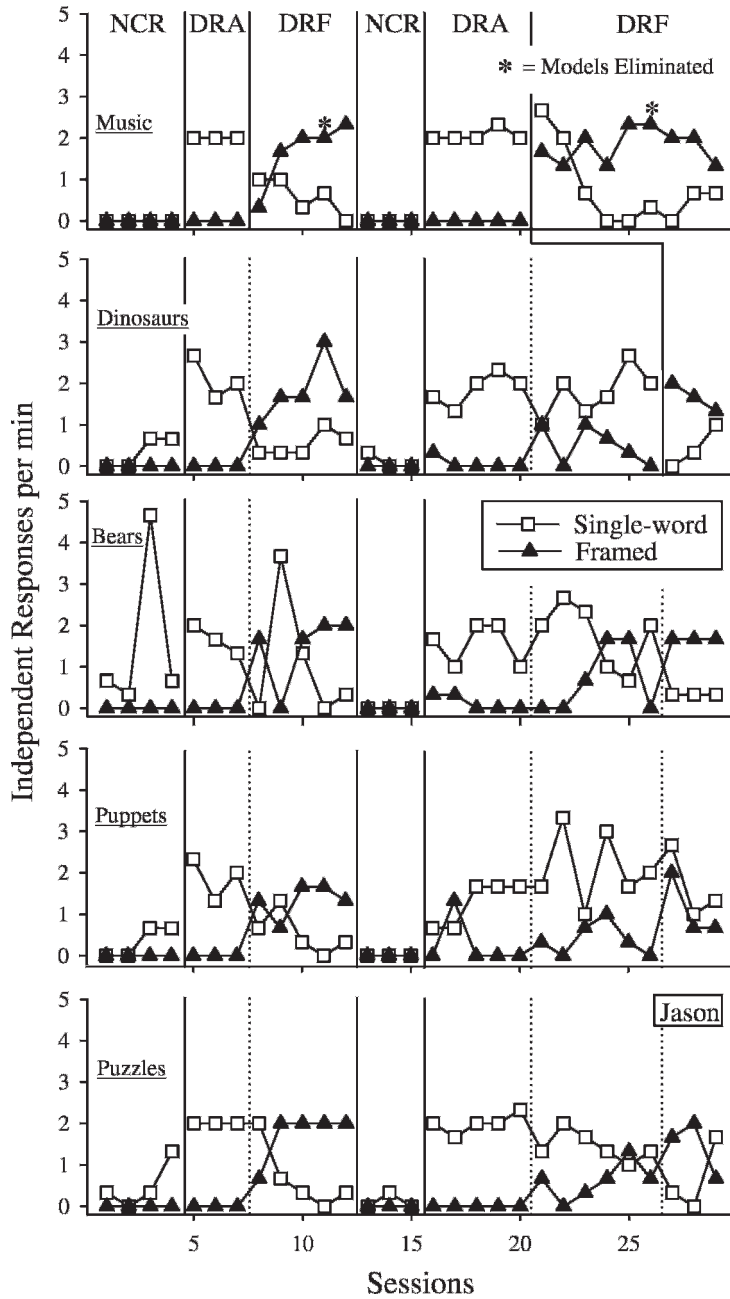 NCR DRA DRF NCR DRA DRF
* = Models Eliminated
5
4
3
2
1
0
Music
*
*
5
4
3
2
1
0
Dinosaurs
5
4
3
2
1
0
Bears
Single-word
Framed
5
4
3
2
1
0
Puppets
5
4
3
2
1
0
Puzzles
Jason
5 10 15 20 25
Sessions
Independent Responses per min